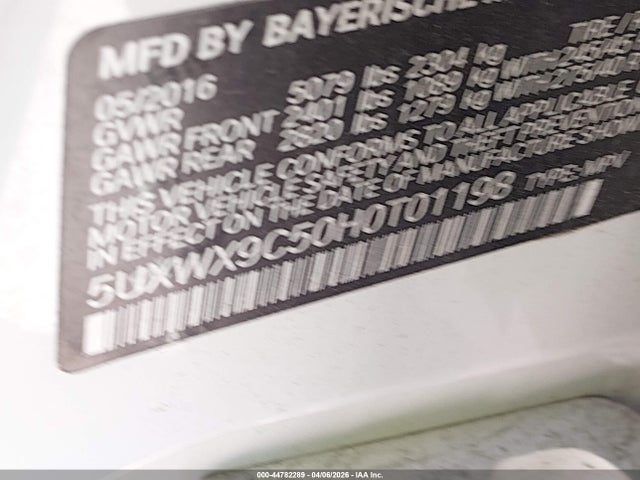 MFD BY BAYERISCHE
05/2016
GVWR 5079 lbs 2304 kg
GAWR FRONT 2401 lbs 1089 kg
GAWR REAR 2820 lbs 1279 kg
THIS VEHICLE CONFORMS TO ALL APPLICABLE
MOTOR VEHICLE SAFETY AND THEFT PREVENTION
IN EFFECT ON THE DATE OF MANUFACTURE SHOWN
5UXWX9C50H0T01198 TYPE: MPV
000-44782289 - 04/06/2026 - IAA Inc.